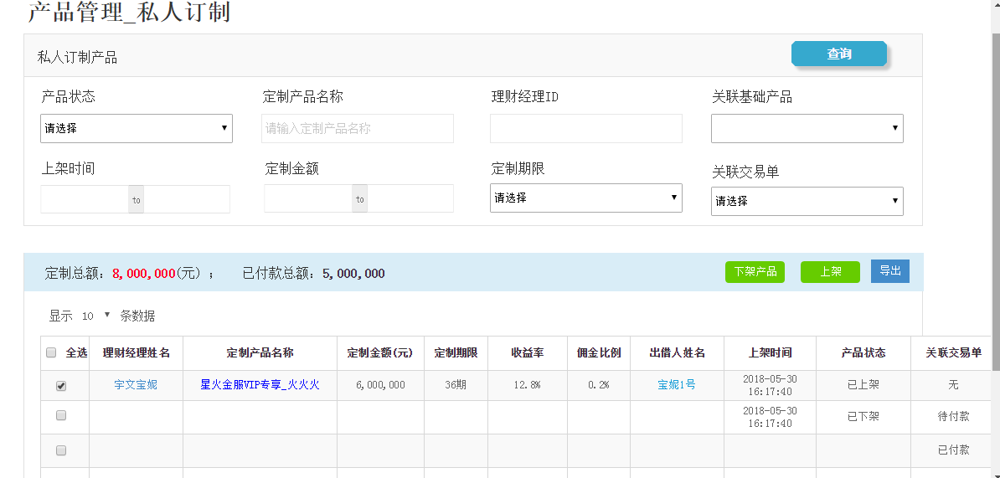 产品管理_私人订制
私人订制产品 查询
产品状态 定制产品名称 理财经理ID 关联基础产品
请选择 请输入定制产品名称
上架时间 定制金额 定制期限 关联交易单
to to 请选择 请选择
定制总额：8,000,000(元）； 已付款总额：5,000,000 下架产品 上架 导出
显示 10 条数据
全选 理财经理姓名 定制产品名称 定制金额(元) 定制期限 收益率 佣金比例 出借人姓名 上架时间 产品状态 关联交易单
宇文宝妮 星火金服VIP专享_火火火 6,000,000 36期 12.8% 0.2% 宝妮1号 2018-05-30 16:17:40 已上架 无
2018-05-30 16:17:40 已下架 待付款
已付款